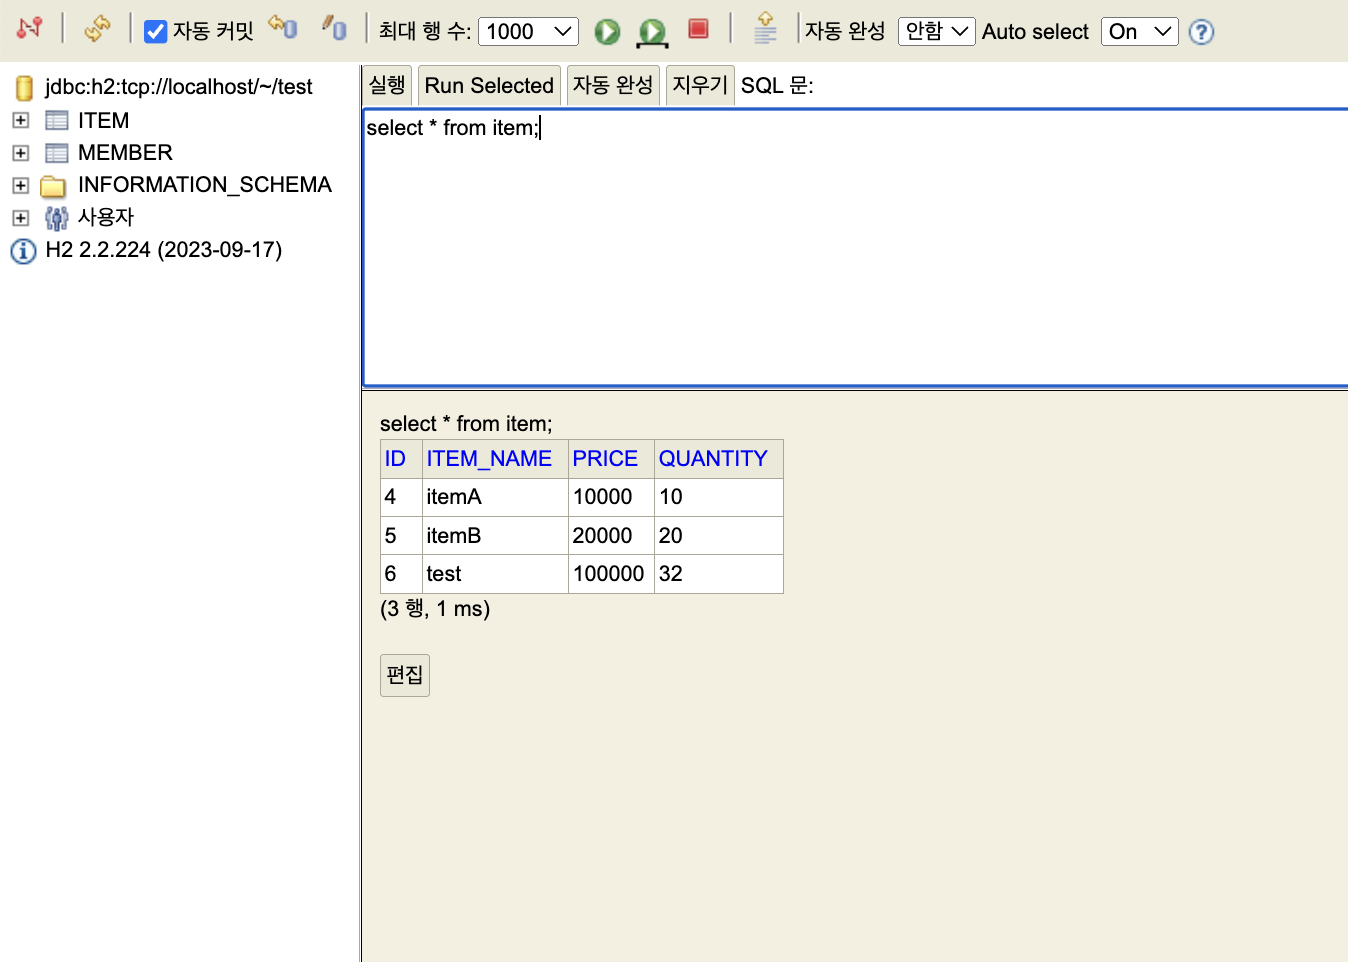 자동 커밋 최대 행 수: 1000 자동 완성 안함 Auto select On
jdbc:h2:tcp://localhost/~/test
ITEM
MEMBER
INFORMATION_SCHEMA
사용자
H2 2.2.224 (2023-09-17)
실행 Run Selected 자동 완성 지우기 SQL 문:
select * from item;
select * from item;
ID ITEM_NAME PRICE QUANTITY
4 itemA 10000 10
5 itemB 20000 20
6 test 100000 32
(3 행, 1 ms)
편집